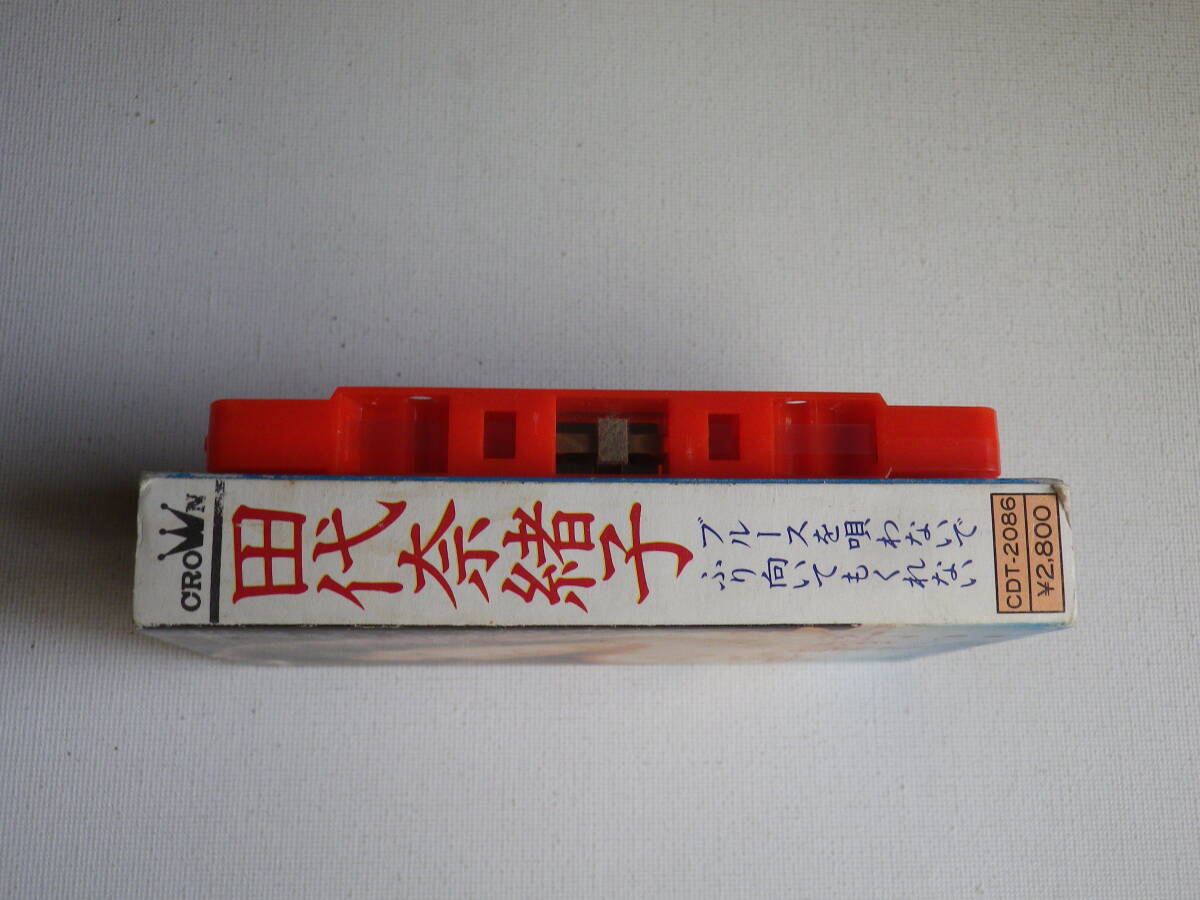 CROWN
田代奈緒子
ブルースを唄わないで
ふり向いてもくれない
CDT-2086
¥2.800